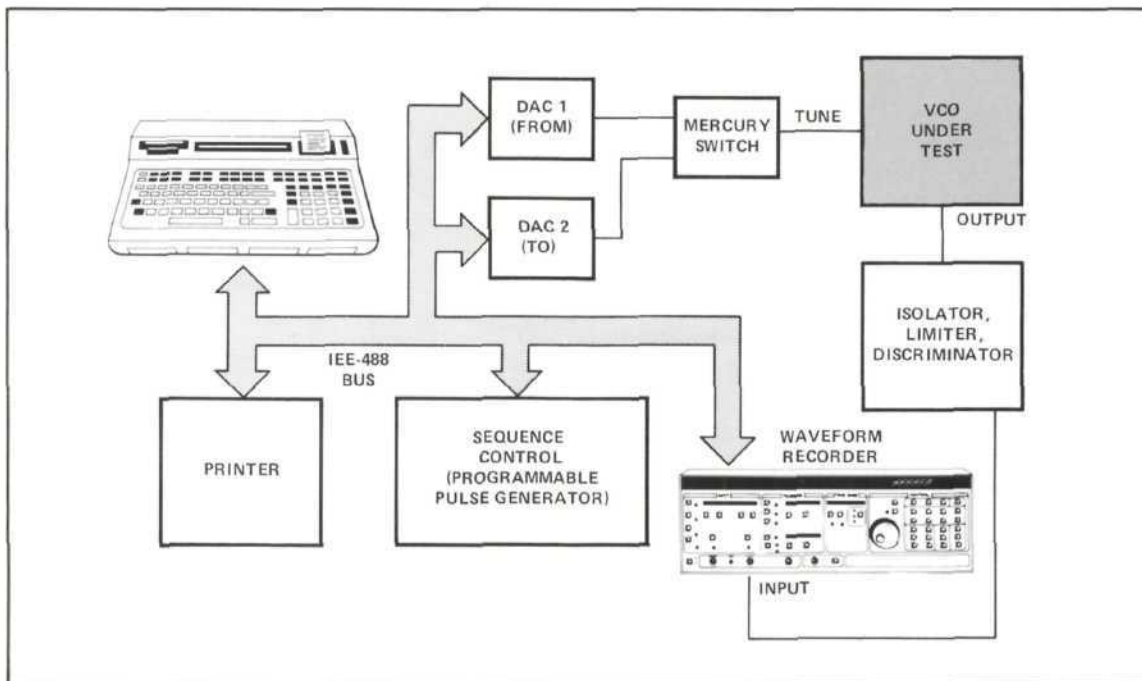 DAC 1
(FROM)
MERCURY
SWITCH
TUNE
VCO
UNDER
TEST
DAC 2
(TO)
OUTPUT
ISOLATOR,
LIMITER,
DISCRIMINATOR
IEE-488
BUS
PRINTER
SEQUENCE
CONTROL
(PROGRAMMABLE
PULSE GENERATOR)
WAVEFORM
RECORDER
INPUT